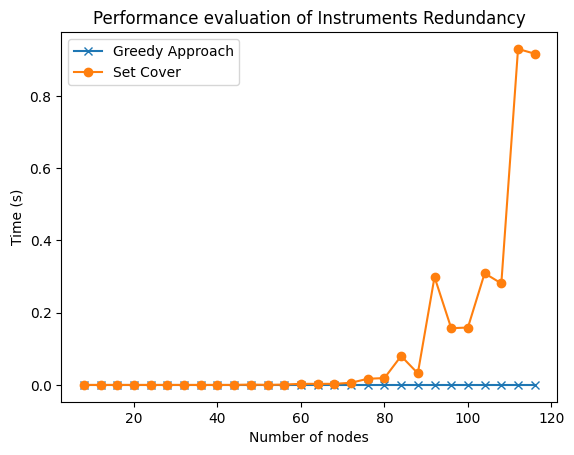 Performance evaluation of Instruments Redundancy
Greedy Approach
Set Cover
Time (s)
0.8
0.6
0.4
0.2
0.0
20
40
60
80
100
120
Number of nodes